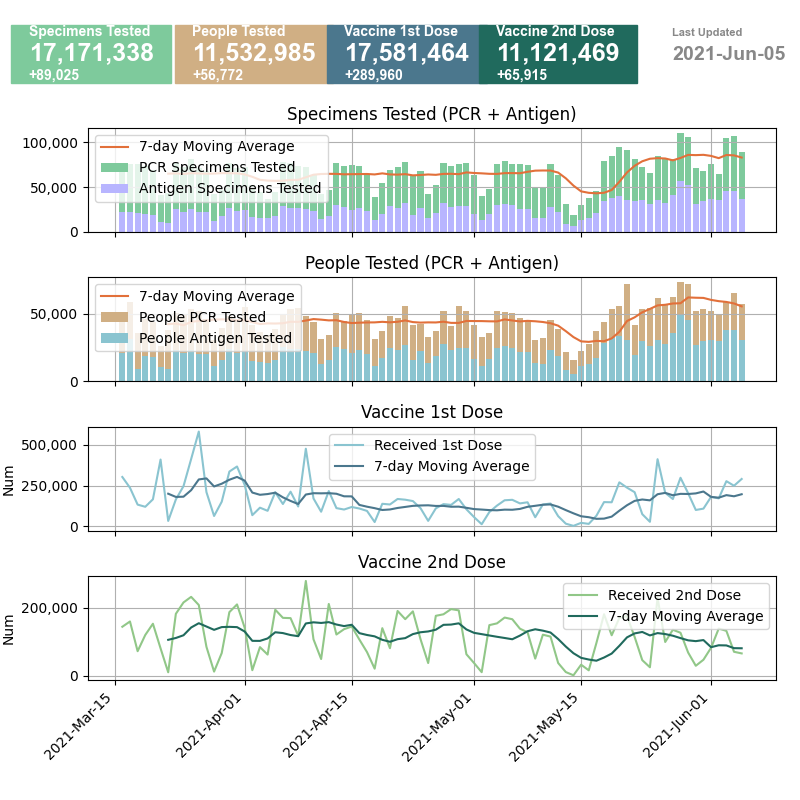 Specimens Tested
17,171,338
+89,025
People Tested
11,532,985
+56,772
Vaccine 1st Dose
17,581,464
+289,960
Vaccine 2nd Dose
11,121,469
+65,915
Last Updated
2021-Jun-05
Specimens Tested (PCR + Antigen)
100,000
50,000
0
7-day Moving Average
PCR Specimens Tested
Antigen Specimens Tested
People Tested (PCR + Antigen)
50,000
0
7-day Moving Average
People PCR Tested
People Antigen Tested
Vaccine 1st Dose
Num
500,000
250,000
0
Received 1st Dose
7-day Moving Average
Vaccine 2nd Dose
Num
200,000
0
Received 2nd Dose
7-day Moving Average
2021-Mar-15
2021-Apr-01
2021-Apr-15
2021-May-01
2021-May-15
2021-Jun-01